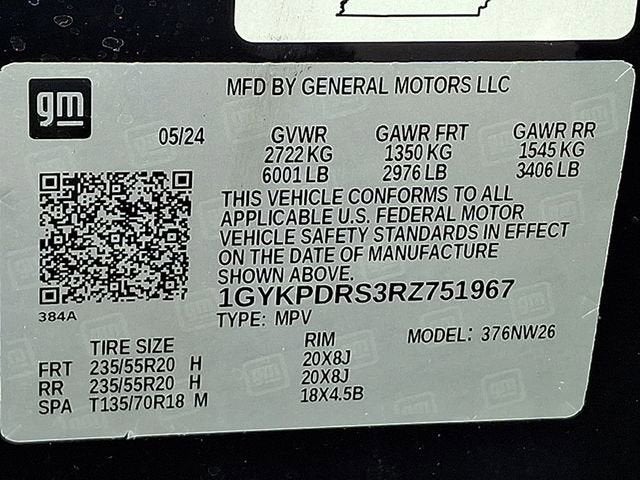 gm
MFD BY GENERAL MOTORS LLC
05/24 GVWR GAWR FRT GAWR RR
2722 KG 1350 KG 1545 KG
6001 LB 2976 LB 3406 LB
THIS VEHICLE CONFORMS TO ALL
APPLICABLE U.S. FEDERAL MOTOR
VEHICLE SAFETY STANDARDS IN EFFECT
ON THE DATE OF MANUFACTURE
SHOWN ABOVE.
1GYKPDRS3RZ751967
384A
TYPE: MPV
TIRE SIZE RIM MODEL: 376NW26
FRT 235/55R20 H 20X8J
RR 235/55R20 H 20X8J
SPA T135/70R18 M 18X4.5B